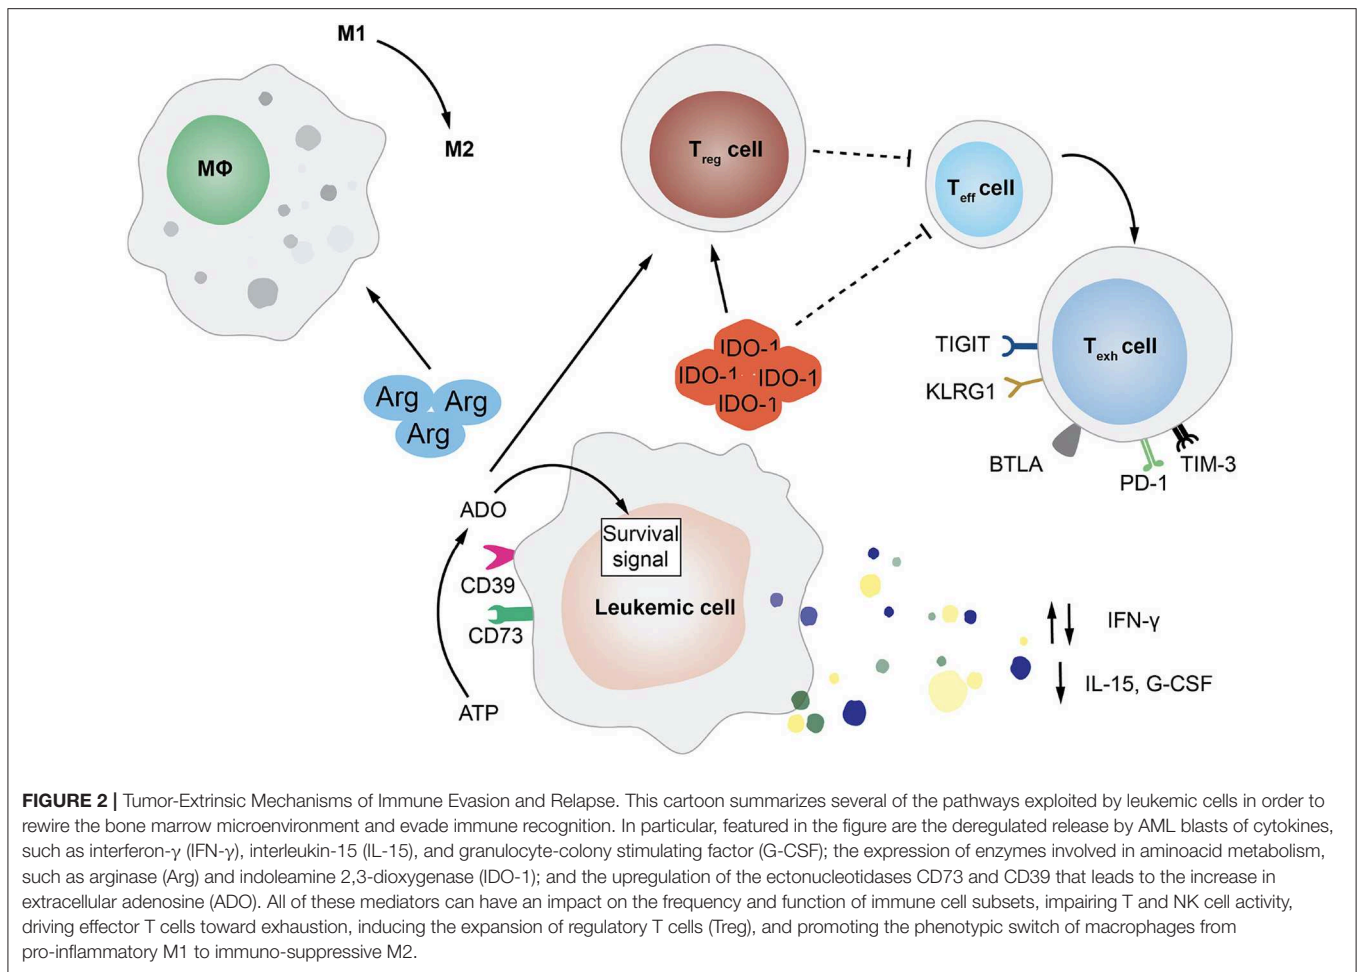 M1
M2
MΦ
Treg cell
Teff cell
Texh cell
TIGIT
KLRG1
BTLA
PD-1
TIM-3
IDO-1
IDO-1
IDO-1
IDO-1
Arg
Arg
Arg
ADO
CD39
CD73
ATP
Survival
signal
Leukemic cell
IFN-γ
IL-15, G-CSF
FIGURE 2 | Tumor-Extrinsic Mechanisms of Immune Evasion and Relapse. This cartoon summarizes several of the pathways exploited by leukemic cells in order to
rewire the bone marrow microenvironment and evade immune recognition. In particular, featured in the figure are the deregulated release by AML blasts of cytokines,
such as interferon-γ (IFN-γ), interleukin-15 (IL-15), and granulocyte-colony stimulating factor (G-CSF); the expression of enzymes involved in aminoacid metabolism,
such as arginase (Arg) and indoleamine 2,3-dioxygenase (IDO-1); and the upregulation of the ectonucleotidases CD73 and CD39 that leads to the increase in
extracellular adenosine (ADO). All of these mediators can have an impact on the frequency and function of immune cell subsets, impairing T and NK cell activity,
driving effector T cells toward exhaustion, inducing the expansion of regulatory T cells (Treg), and promoting the phenotypic switch of macrophages from
pro-inflammatory M1 to immuno-suppressive M2.